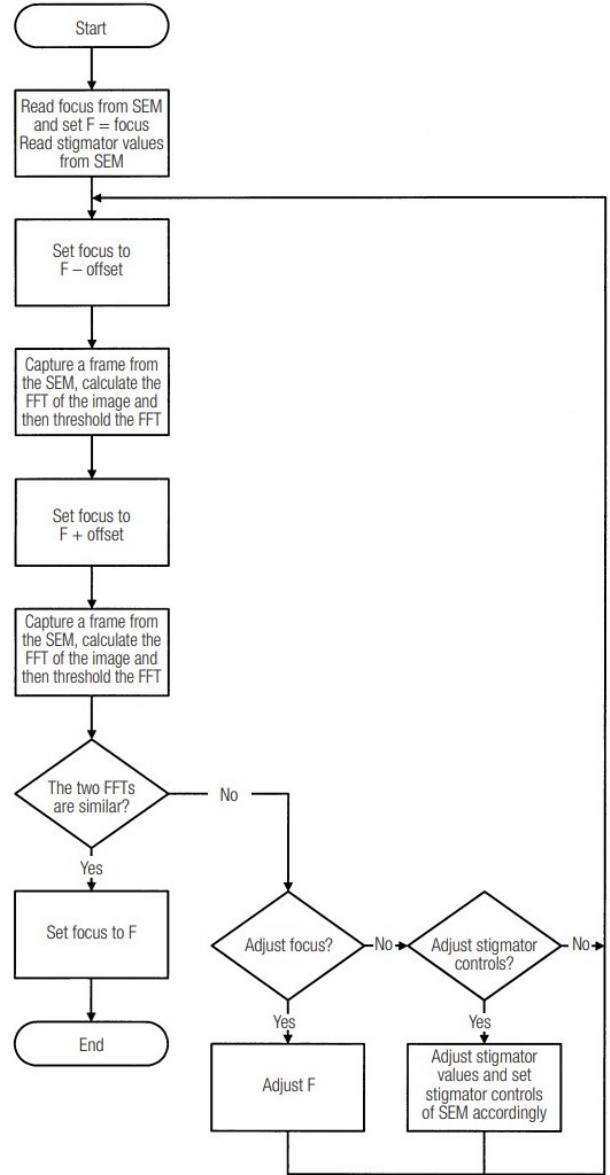 Start
Read focus from SEM
and set F = focus
Read stigmator values
from SEM
Set focus to
F – offset
Capture a frame from
the SEM, calculate the
FFT of the image and
then threshold the FFT
Set focus to
F + offset
Capture a frame from
the SEM, calculate the
FFT of the image and
then threshold the FFT
The two FFTs
are similar?
No
Yes
Set focus to F
End
Adjust focus?
No
Adjust stigmator
controls?
No
Yes
Yes
Adjust F
Adjust stigmator
values and set
stigmator controls
of SEM accordingly